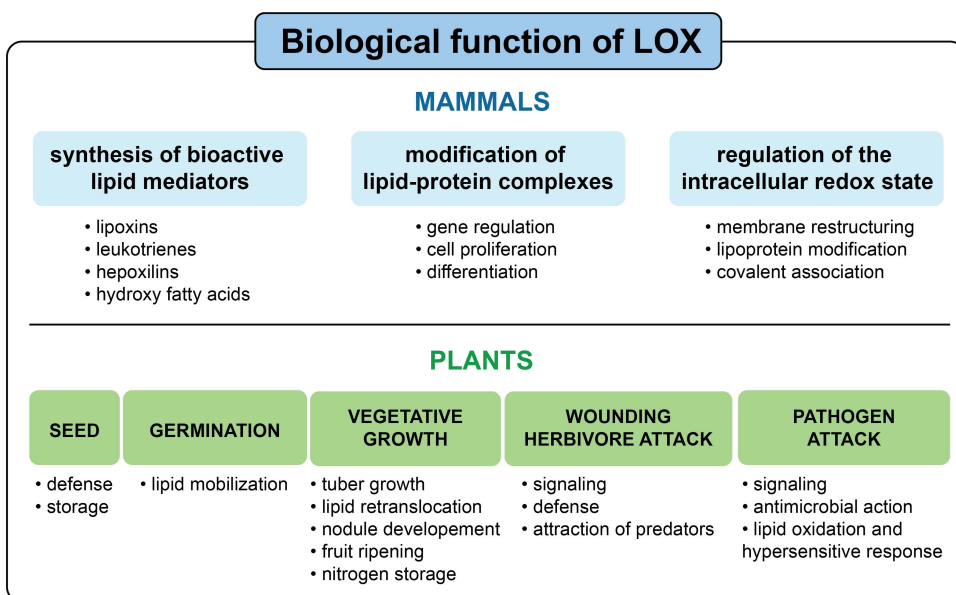 Biological function of LOX
MAMMALS
synthesis of bioactive
lipid mediators
• lipoxins
• leukotrienes
• hepoxilins
• hydroxy fatty acids
modification of
lipid-protein complexes
• gene regulation
• cell proliferation
• differentiation
regulation of the
intracellular redox state
• membrane restructuring
• lipoprotein modification
• covalent association
PLANTS
SEED
• defense
• storage
GERMINATION
• lipid mobilization
VEGETATIVE
GROWTH
• tuber growth
• lipid retranslocation
• nodule developement
• fruit ripening
• nitrogen storage
WOUNDING
HERBIVORE ATTACK
• signaling
• defense
• attraction of predators
PATHOGEN
ATTACK
• signaling
• antimicrobial action
• lipid oxidation and
hypersensitive response